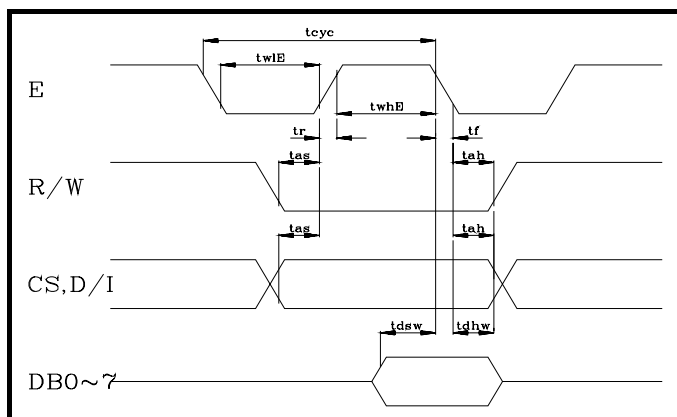 tcyc
twlE
E
twhE
tr
tf
tas
tah
R/W
tas
tah
CS,D/I
tdsw
tdhw
DB0~7